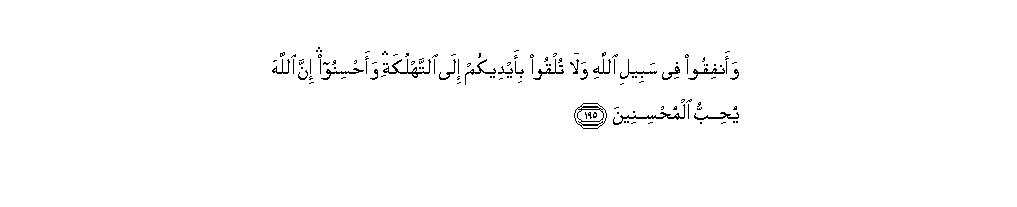 وَأَنفِقُوا۟ فِى سَبِيلِ ٱللَّهِ وَلَا تُلْقُوا۟ بِأَيْدِيكُمْ إِلَى ٱلتَّهْلُكَةِ ۛ وَأَحْسِنُوٓا۟ ۛ إِنَّ ٱللَّهَ
يُحِبُّ ٱلْمُحْسِنِينَ ١٩٥